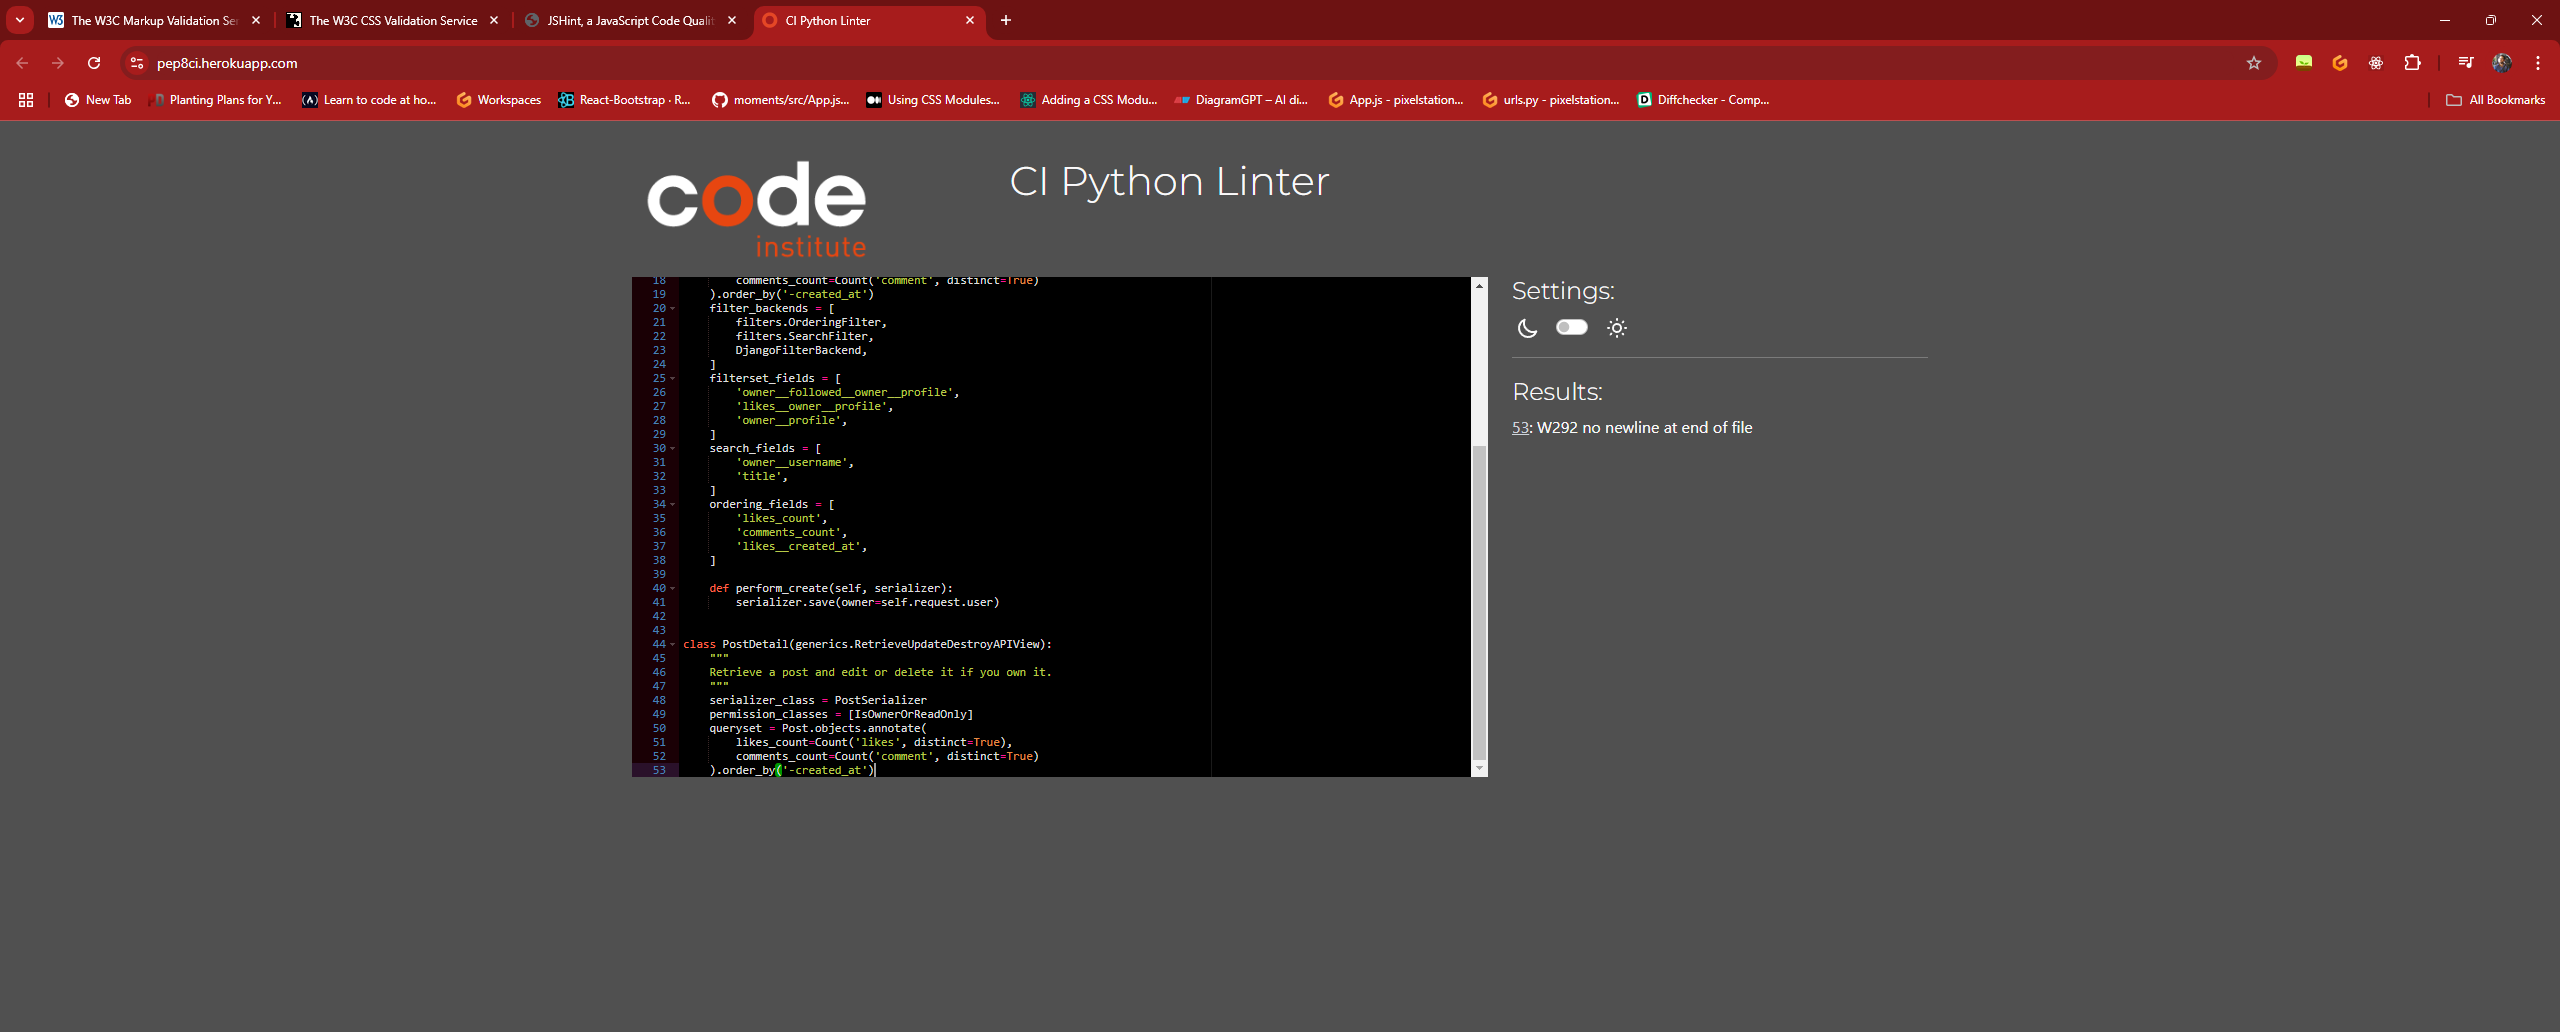 The W3C Markup Validation Se
The W3C CSS Validation Service
JSHint, a JavaScript Code Qualit
CI Python Linter
pep8ci.herokuapp.com
New Tab
Planting Plans for Y...
Learn to code at ho...
Workspaces
React-Bootstrap · R...
moments/src/App.js...
Using CSS Modules...
Adding a CSS Modu...
DiagramGPT – AI di...
App.js - pixelstation...
urls.py - pixelstation...
Diffchecker - Comp...
All Bookmarks
code
institute
CI Python Linter
18 comments_count=Count('comment', distinct=True)
19 ).order_by('-created_at')
20 filter_backends = [
21 filters.OrderingFilter,
22 filters.SearchFilter,
23 DjangoFilterBackend,
24 ]
25 filterset_fields = [
26 'owner__followed__owner__profile',
27 'likes__owner__profile',
28 'owner__profile',
29 ]
30 search_fields = [
31 'owner__username',
32 'title',
33 ]
34 ordering_fields = [
35 'likes_count',
36 'comments_count',
37 'likes__created_at',
38 ]
39
40 def perform_create(self, serializer):
41 serializer.save(owner=self.request.user)
42
43
44 class PostDetail(generics.RetrieveUpdateDestroyAPIView):
45 """
46 Retrieve a post and edit or delete it if you own it.
47 """
48 serializer_class = PostSerializer
49 permission_classes = [IsOwnerOrReadOnly]
50 queryset = Post.objects.annotate(
51 likes_count=Count('likes', distinct=True),
52 comments_count=Count('comment', distinct=True)
53 ).order_by('-created_at')
Settings:
Results:
53: W292 no newline at end of file